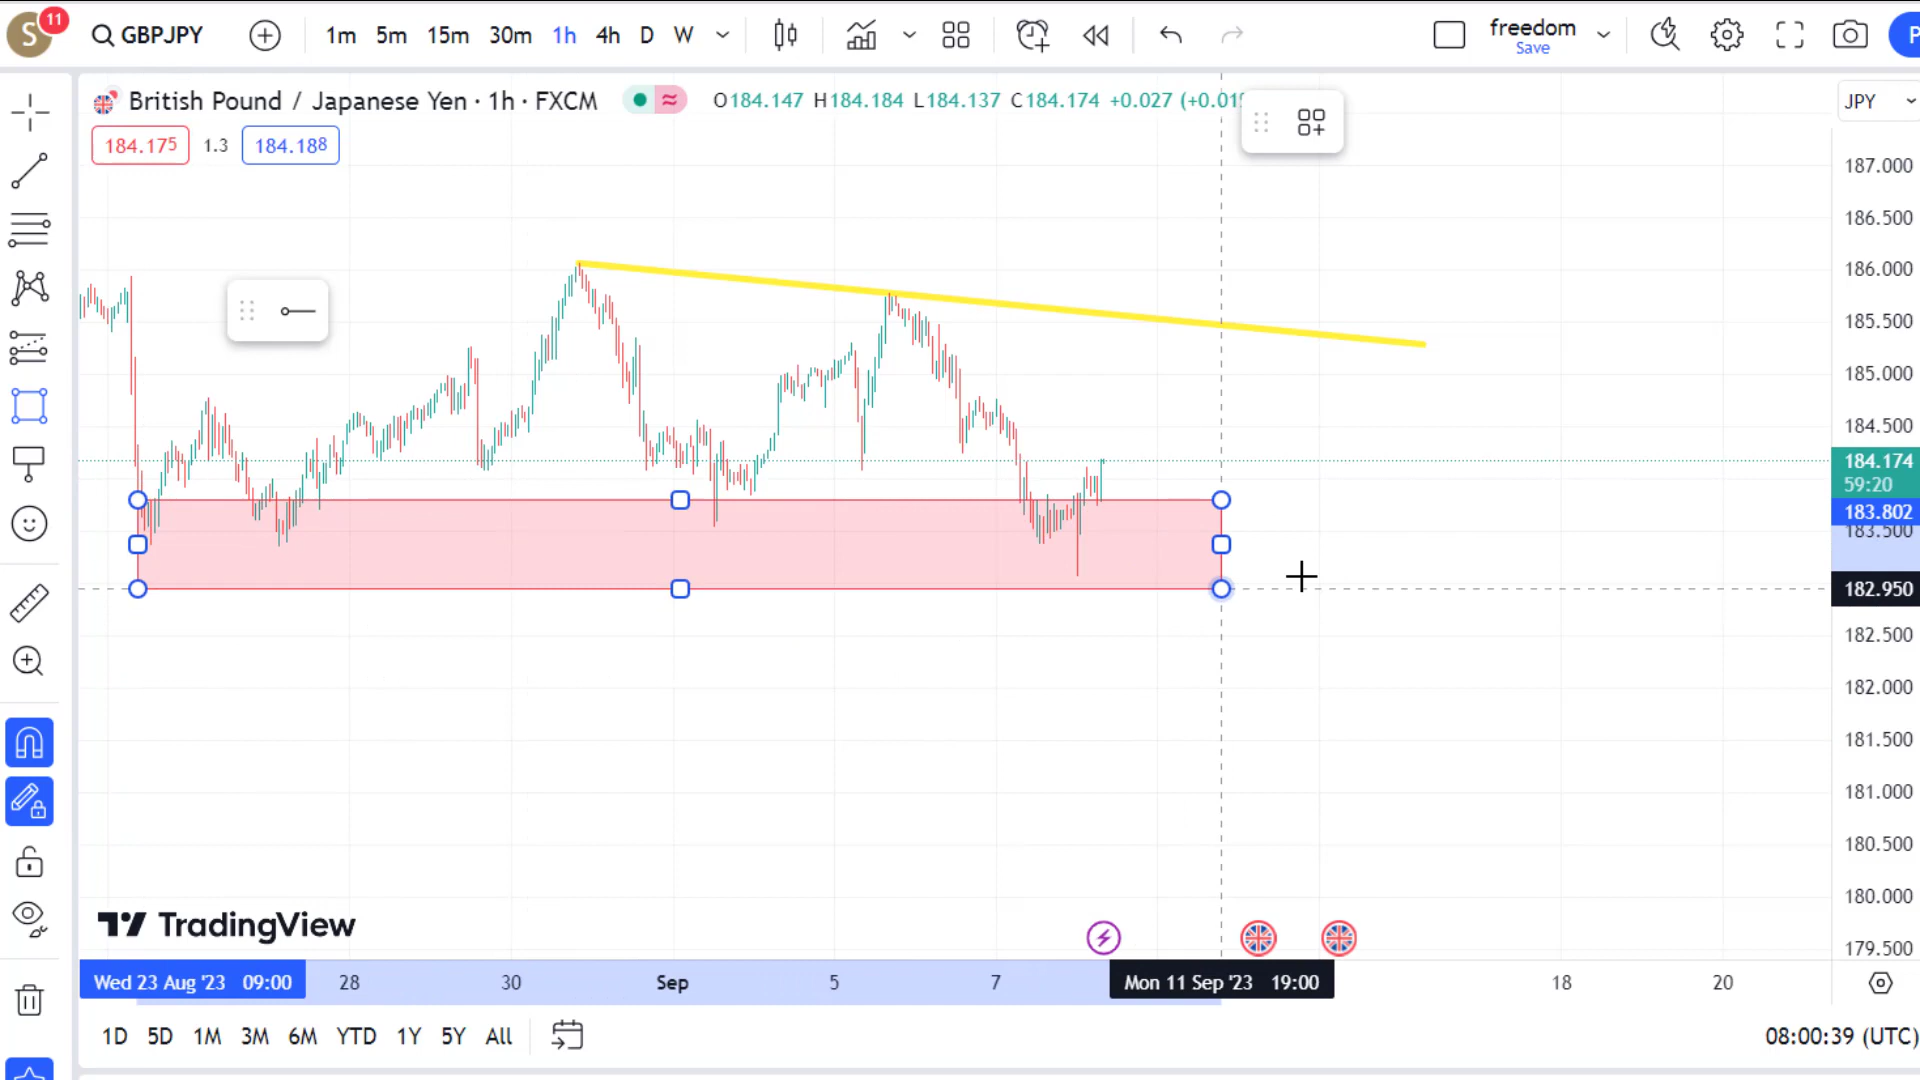 S
11
GBPJPY
1m 5m 15m 30m 1h 4h D W
freedom
Save
P
British Pound / Japanese Yen · 1h · FXCM
O184.147 H184.184 L184.137 C184.174 +0.027
JPY
184.175 1.3 184.188
187.000
186.500
186.000
185.500
185.000
184.500
184.174
59:20
183.802
183.500
182.950
182.500
182.000
181.500
181.000
180.500
180.000
179.500
TradingView
Wed 23 Aug '23 09:00
28 30 Sep 5 7
Mon 11 Sep '23 19:00
18 20
1D 5D 1M 3M 6M YTD 1Y 5Y All
08:00:39 (UTC)